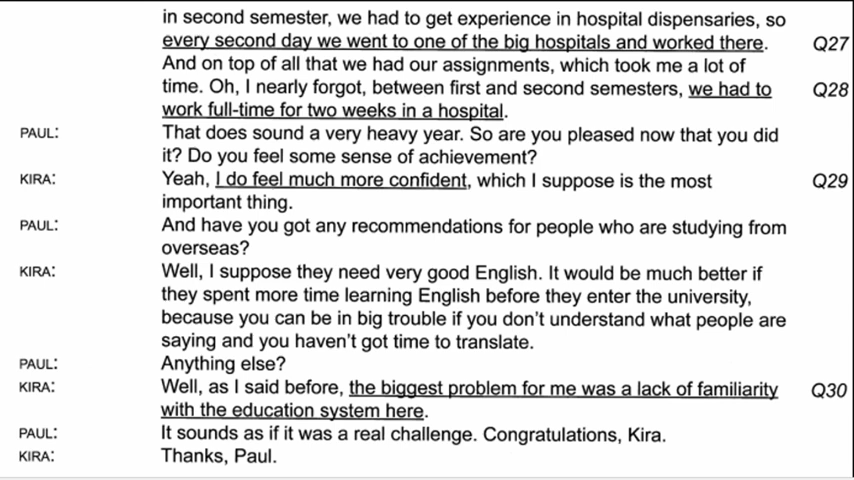 in second semester, we had to get experience in hospital dispensaries, so
every second day we went to one of the big hospitals and worked there. Q27
And on top of all that we had our assignments, which took me a lot of
time. Oh, I nearly forgot, between first and second semesters, we had to Q28
work full-time for two weeks in a hospital.
PAUL: That does sound a very heavy year. So are you pleased now that you did
it? Do you feel some sense of achievement?
KIRA: Yeah, I do feel much more confident, which I suppose is the most Q29
important thing.
PAUL: And have you got any recommendations for people who are studying from
overseas?
KIRA: Well, I suppose they need very good English. It would be much better if
they spent more time learning English before they enter the university,
because you can be in big trouble if you don't understand what people are
saying and you haven't got time to translate.
PAUL: Anything else?
KIRA: Well, as I said before, the biggest problem for me was a lack of familiarity Q30
with the education system here.
PAUL: It sounds as if it was a real challenge. Congratulations, Kira.
KIRA: Thanks, Paul.